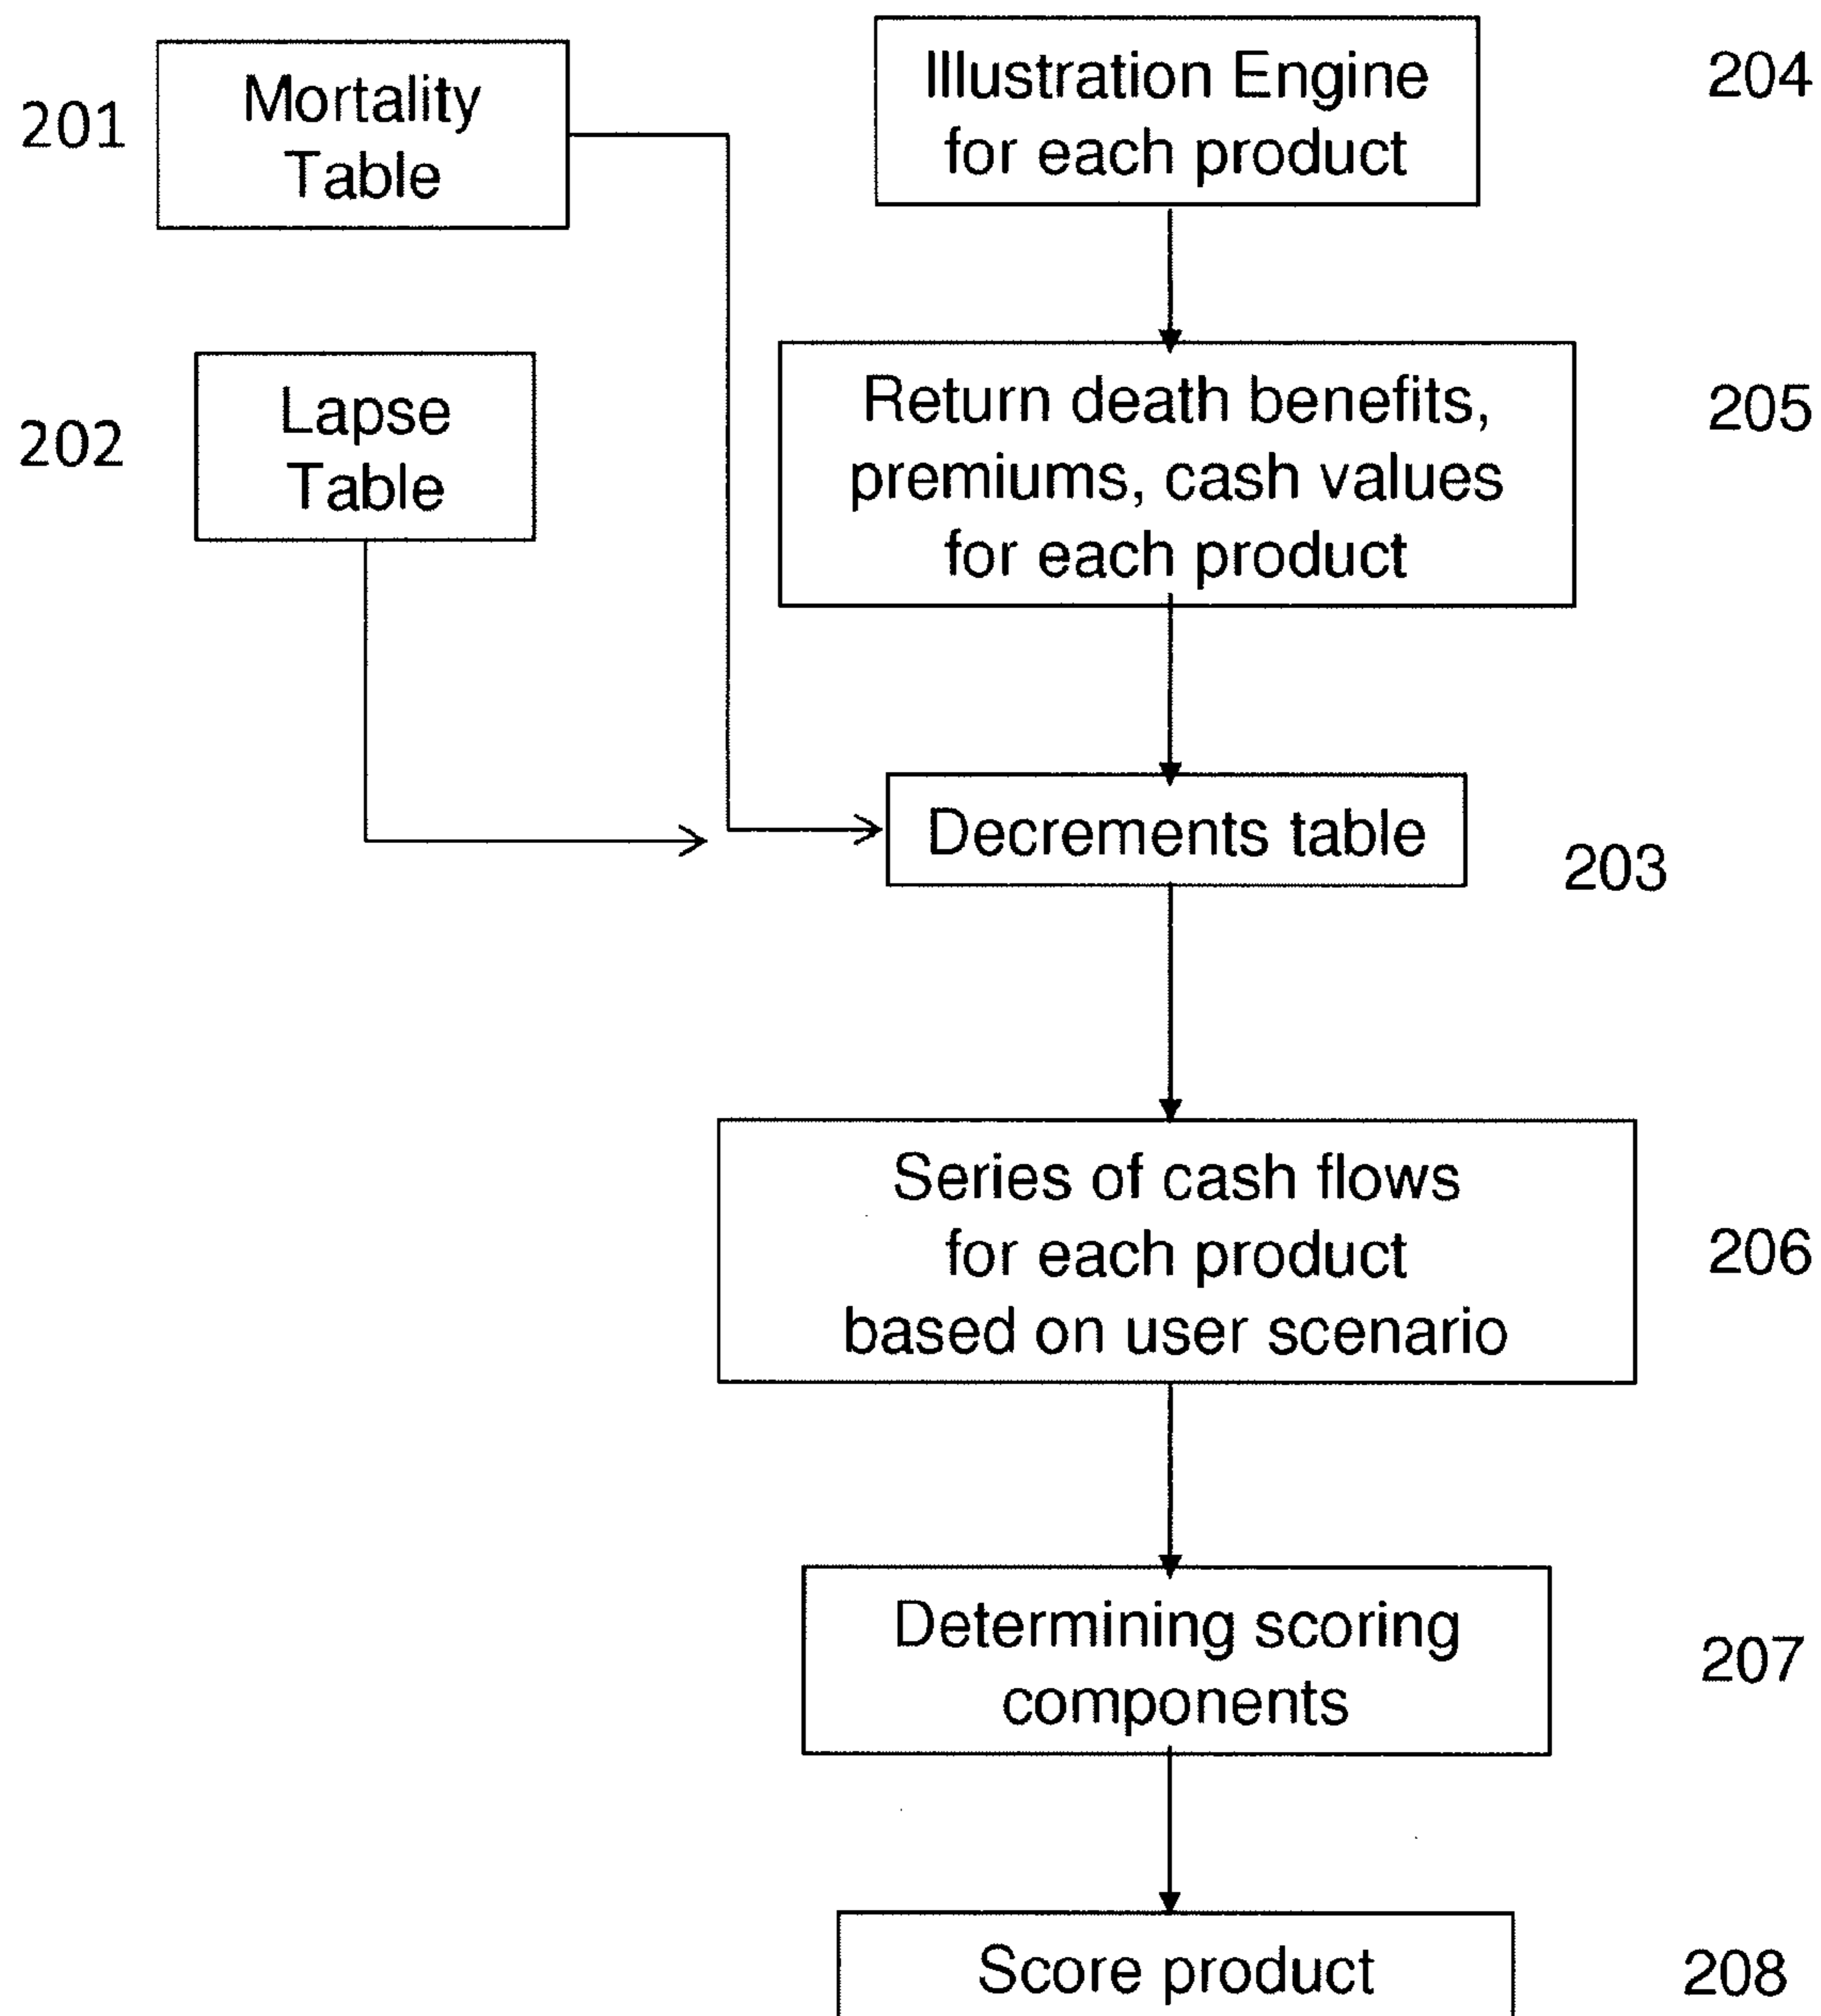 201
Mortality
Table
Illustration Engine
for each product
204
202
Lapse
Table
Return death benefits,
premiums, cash values
for each product
205
Decrements table
203
Series of cash flows
for each product
based on user scenario
206
Determining scoring
components
207
Score product
208